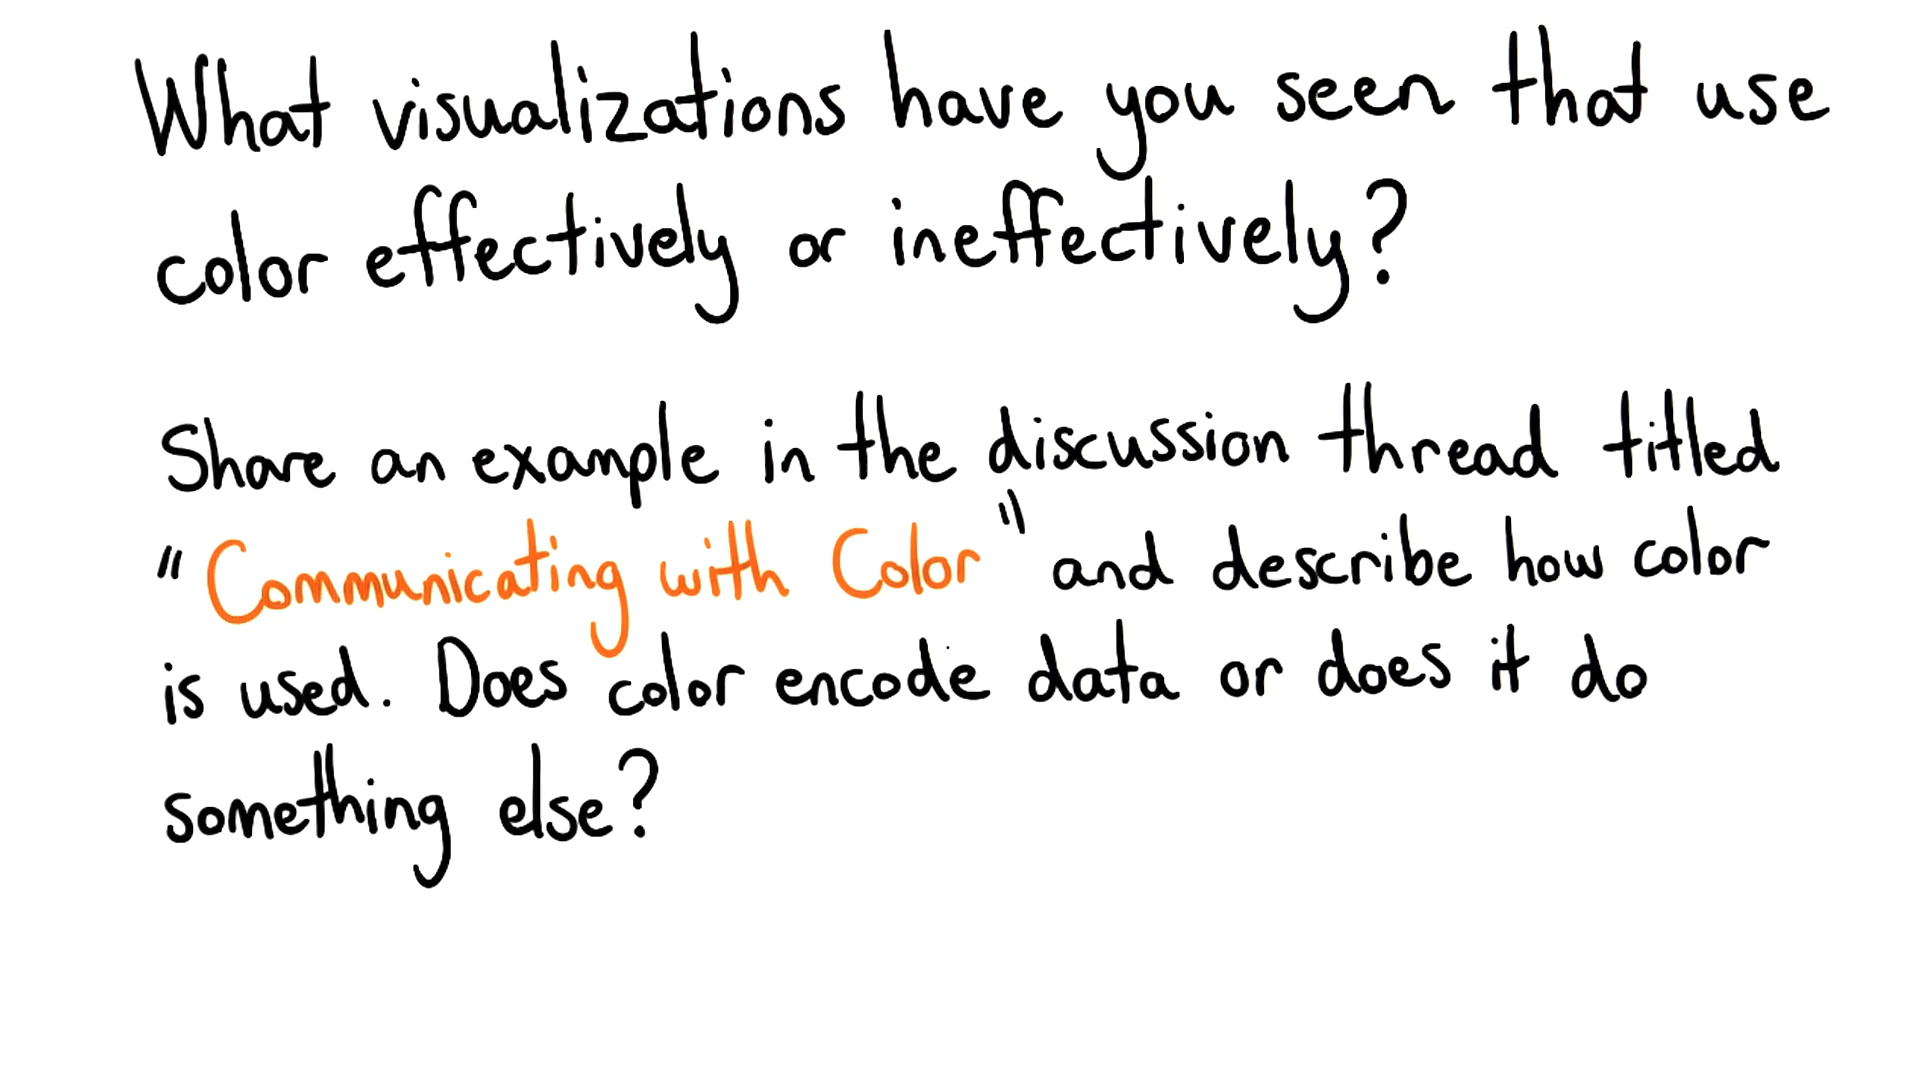 What visualizations have you seen that use
color effectively or ineffectively?
Share an example in the discussion thread titled
"Communicating with Color" and describe how color
is used. Does color encode data or does it do
something else?